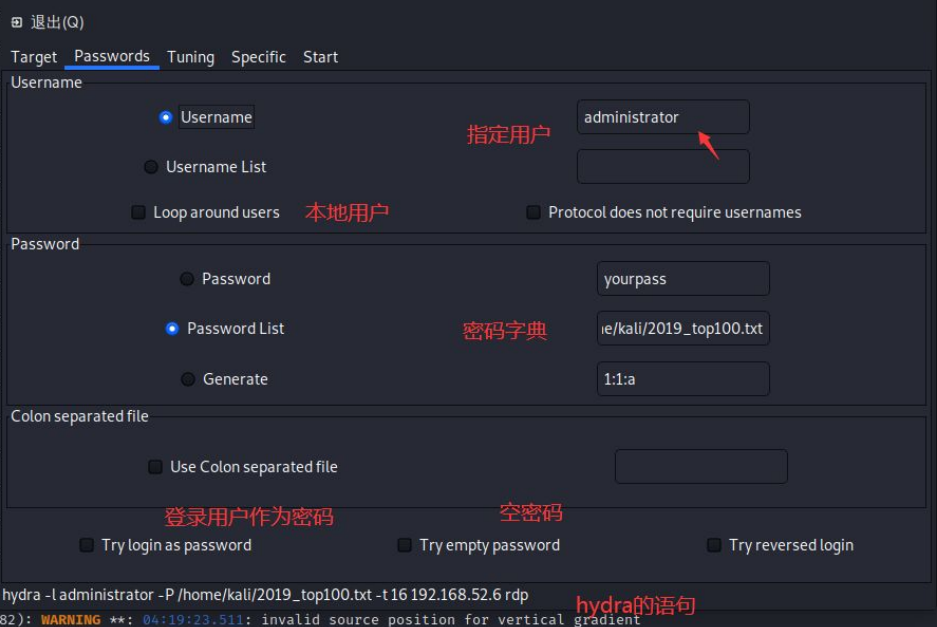 退出(Q)
Target Passwords Tuning Specific Start
Username
Username 指定用户 administrator
Username List
Loop around users 本地用户 Protocol does not require usernames
Password
Password yourpass
Password List 密码字典 e/kali/2019_top100.txt
Generate 1:1:a
Colon separated file
Use Colon separated file
登录用户作为密码 空密码
Try login as password Try empty password Try reversed login
hydra -l administrator -P /home/kali/2019_top100.txt -t 16 192.168.52.6 rdp
hydra的语句
82): WARNING **: 04:19:23.511: invalid source position for vertical gradient